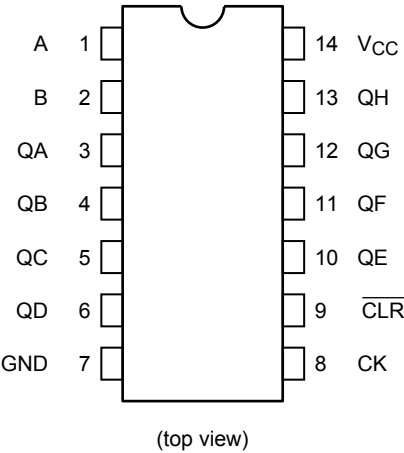 A 1 14 VCC
B 2 13 QH
QA 3 12 QG
QB 4 11 QF
QC 5 10 QE
QD 6 9 C̅L̅R̅
GND 7 8 CK
(top view)